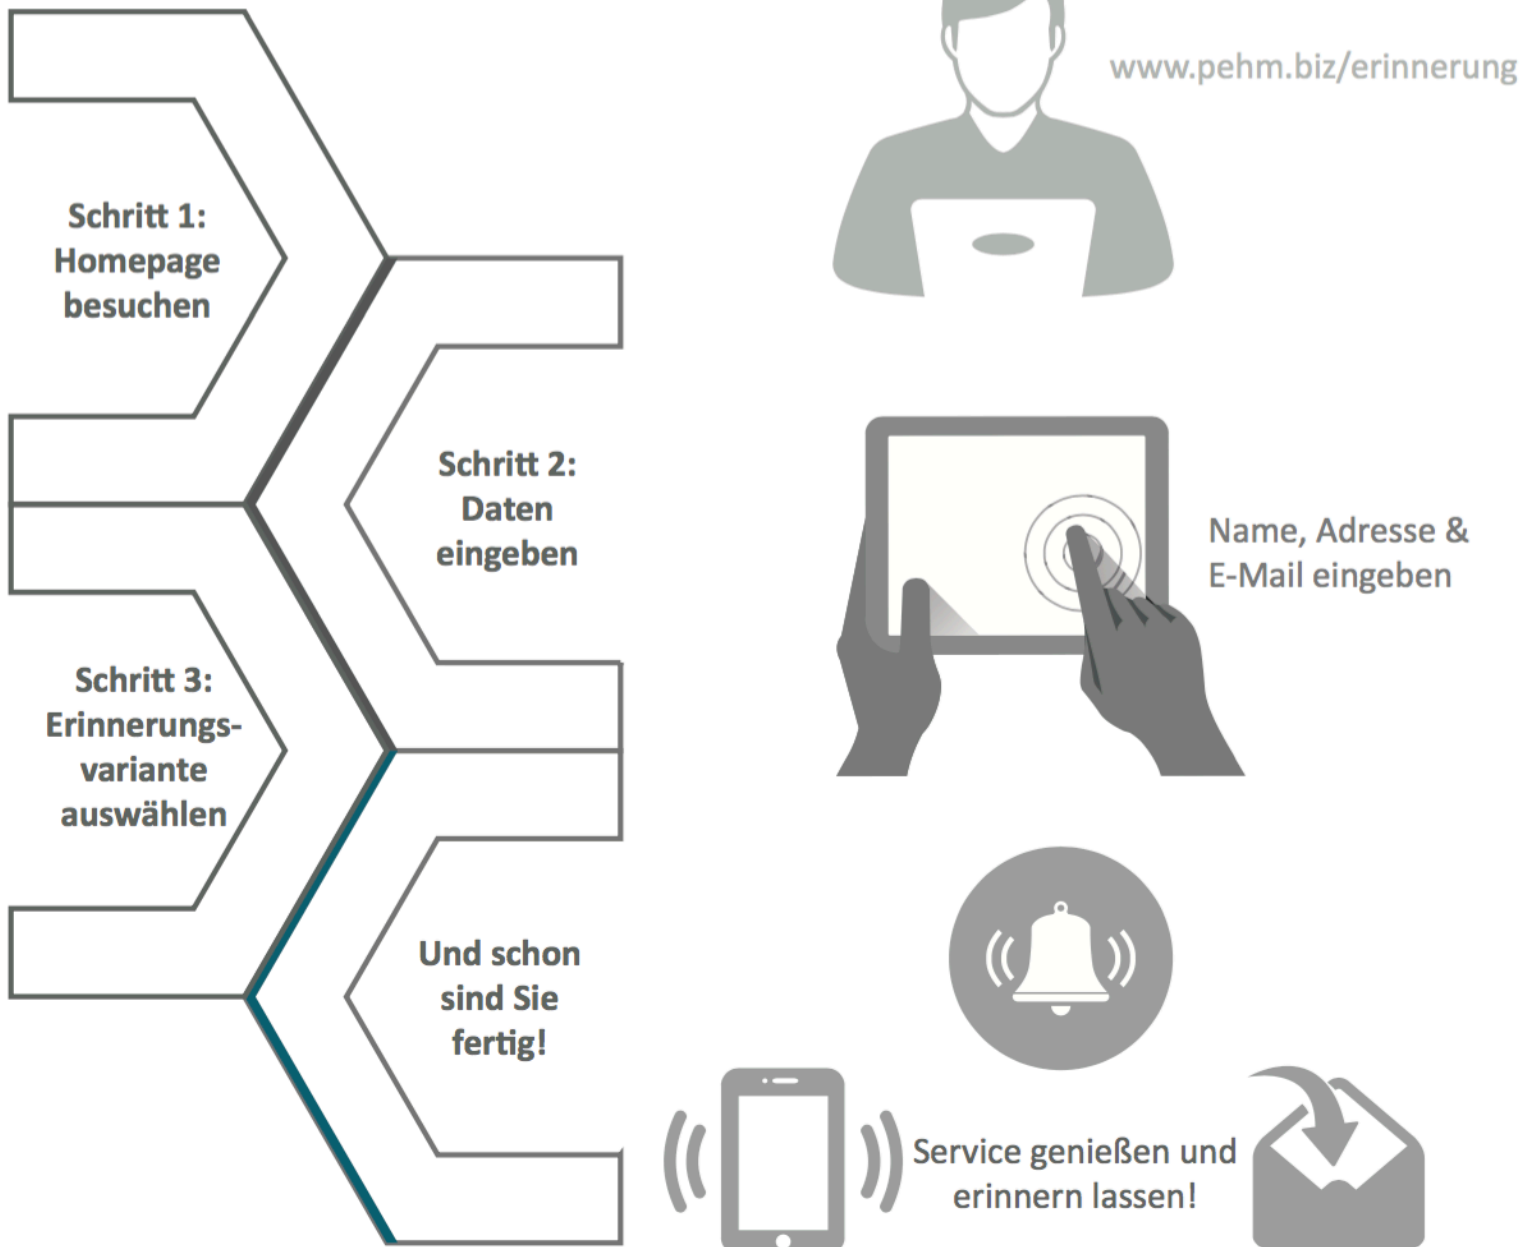 www.pehm.biz/erinnerung
Schritt 1:
Homepage
besuchen
Schritt 2:
Daten
eingeben
Name, Adresse &
E-Mail eingeben
Schritt 3:
Erinnerungs-
variante
auswählen
Und schon
sind Sie
fertig!
Service genießen und
erinnern lassen!